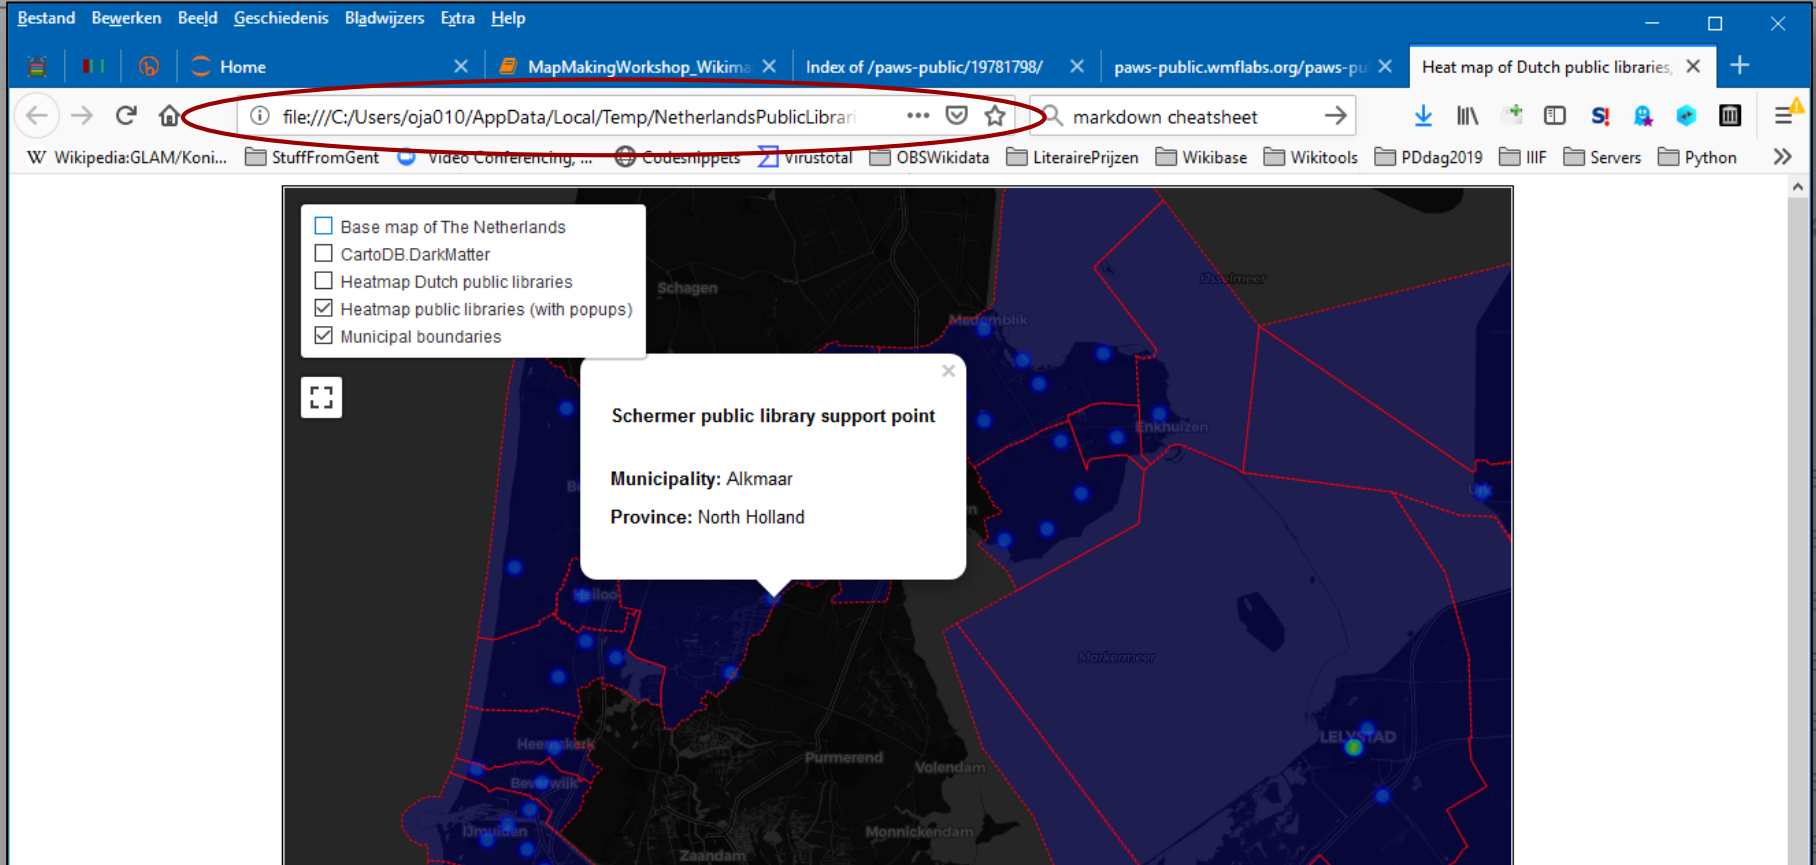 Bestand Bewerken Beeld Geschiedenis Bladwijzers Extra Help
Home MapMakingWorkshop_Wikima Index of /paws-public/19781798/ paws-public.wmflabs.org/paws-pu Heat map of Dutch public libraries,
file:///C:/Users/oja010/AppData/Local/Temp/NetherlandsPublicLibrari markdown cheatsheet
Wikipedia:GLAM/Koni... StuffFromGent Video Conferencing, ... Codesnippets Virustotal OBSWikidata LiterairePrijzen Wikibase Wikitools PDdag2019 IIIF Servers Python
Base map of The Netherlands
CartoDB.DarkMatter
Heatmap Dutch public libraries
Heatmap public libraries (with popups)
Municipal boundaries
Schagen
IJsselmeer
Medemblik
Enkhuizen
Schermer public library support point
Municipality: Alkmaar
Province: North Holland
Urk
Heiloo
Markermeer
LELYSTAD
Heemskerk
Purmerend
Volendam
Beverwijk
IJmuiden
Monnickendam
Zaandam